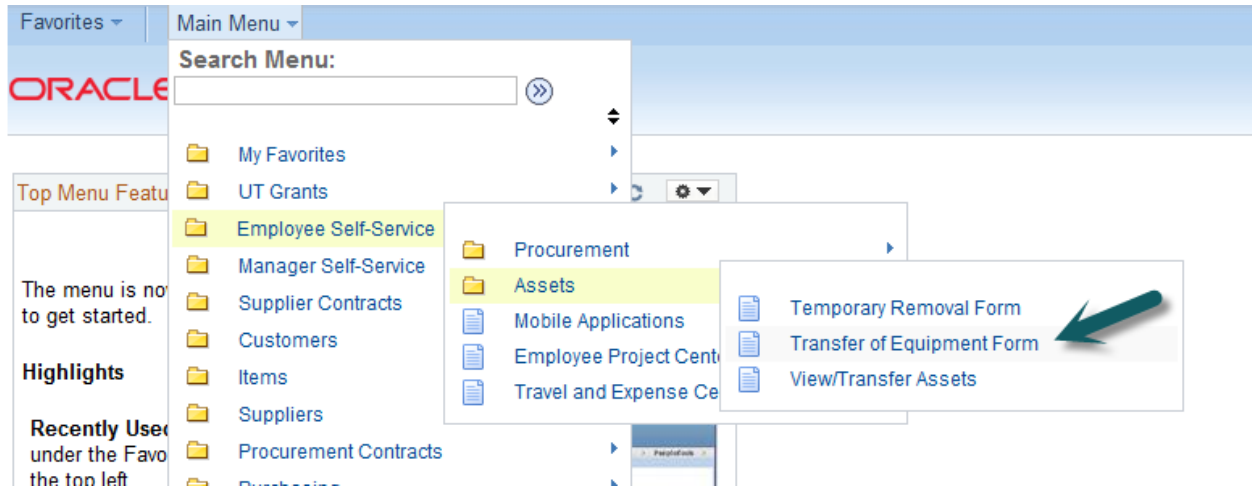 Favorites
Main Menu
Search Menu:
ORACLE
My Favorites
Top Menu Featu
UT Grants
Employee Self-Service
Manager Self-Service
Supplier Contracts
Customers
Items
Suppliers
Procurement Contracts
Procurement
Assets
Mobile Applications
Employee Project Cent
Travel and Expense Ce
Temporary Removal Form
Transfer of Equipment Form
View/Transfer Assets
The menu is no
to get started.
Highlights
Recently Used
under the Favo
the top left
Purchasing
PeopleTools